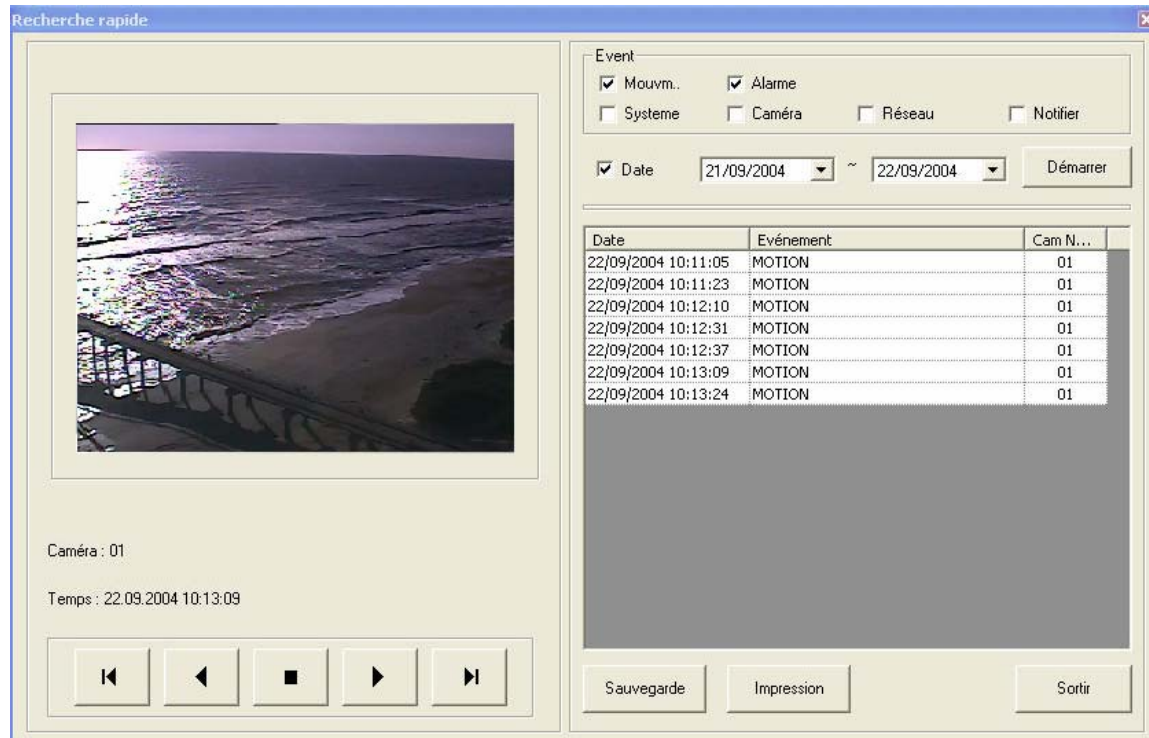 Recherche rapide
Event
Mouvm.. Alarme
Systeme Caméra Réseau Notifier
Date 21/09/2004 ~ 22/09/2004 Démarrer
Date Evénement Cam N...
22/09/2004 10:11:05 MOTION 01
22/09/2004 10:11:23 MOTION 01
22/09/2004 10:12:10 MOTION 01
22/09/2004 10:12:31 MOTION 01
22/09/2004 10:12:37 MOTION 01
22/09/2004 10:13:09 MOTION 01
22/09/2004 10:13:24 MOTION 01
Caméra : 01
Temps : 22.09.2004 10:13:09
Sauvegarde Impression Sortir